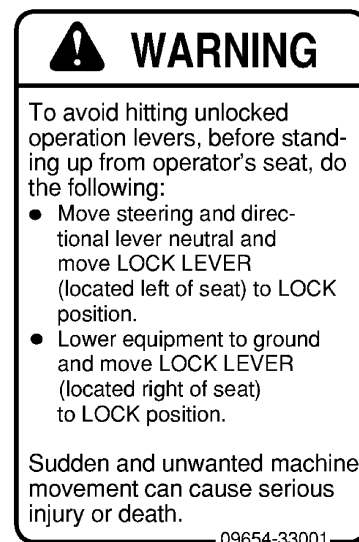 WARNING
To avoid hitting unlocked
operation levers, before stand-
ing up from operator's seat, do
the following:
● Move steering and direc-
tional lever neutral and
move LOCK LEVER
(located left of seat) to LOCK
position.
● Lower equipment to ground
and move LOCK LEVER
(located right of seat)
to LOCK position.
Sudden and unwanted machine
movement can cause serious
injury or death.
09654-33001